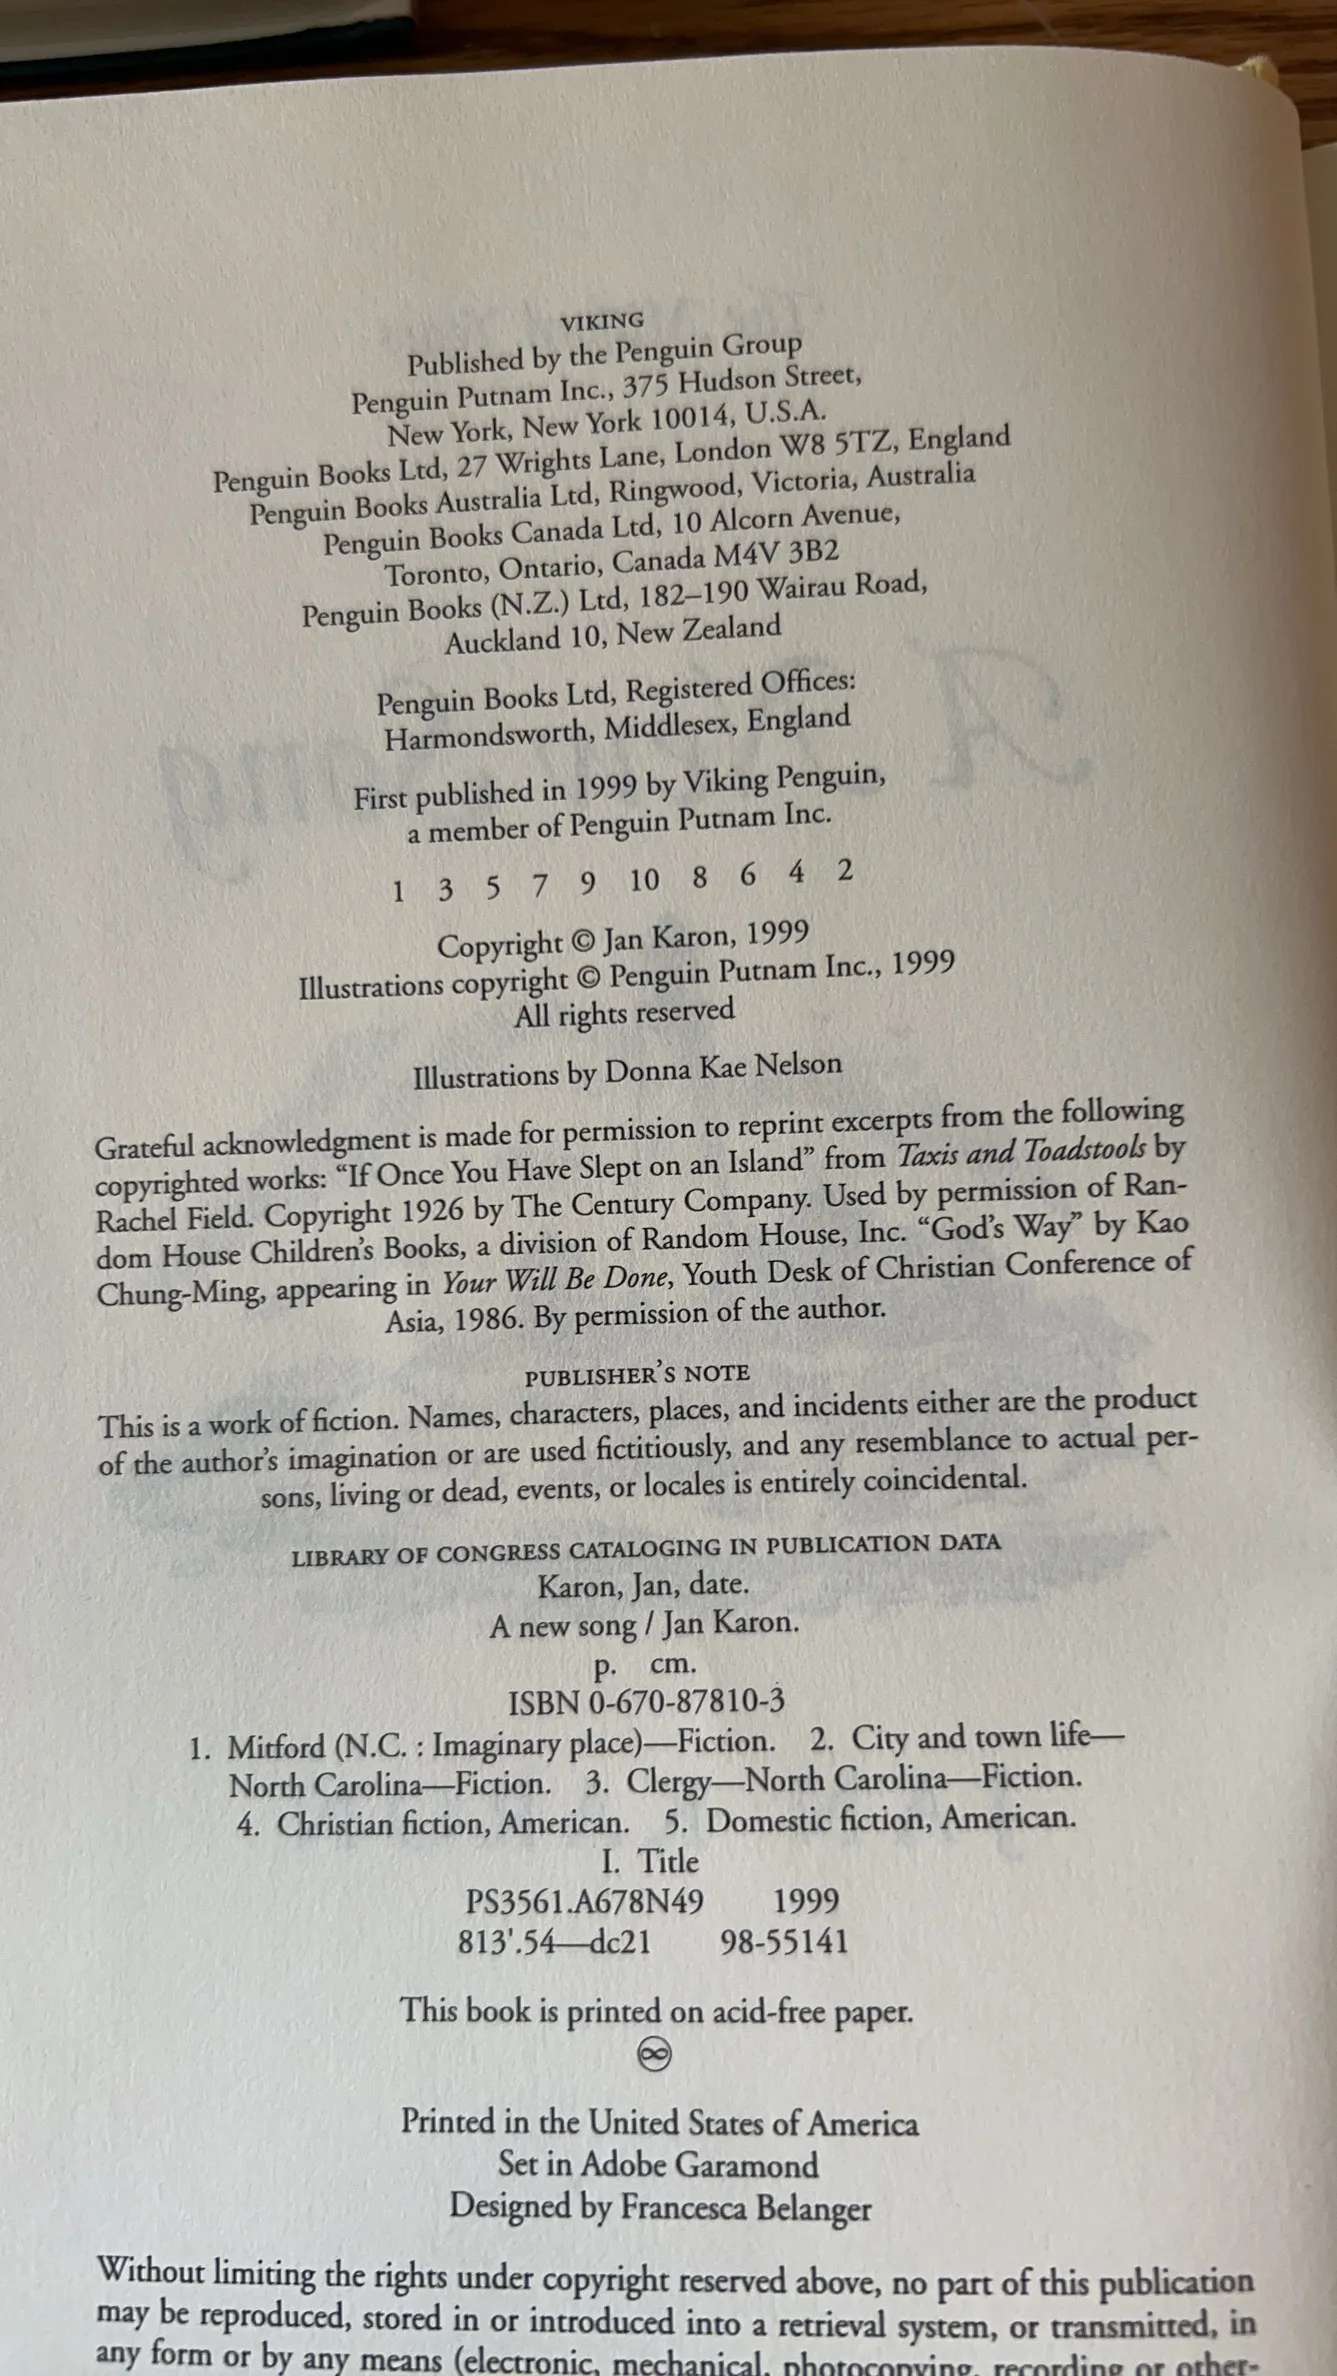 VIKING
Published by the Penguin Group
Penguin Putnam Inc., 375 Hudson Street,
New York, New York 10014, U.S.A.
Penguin Books Ltd, 27 Wrights Lane, London W8 5TZ, England
Penguin Books Australia Ltd, Ringwood, Victoria, Australia
Penguin Books Canada Ltd, 10 Alcorn Avenue,
Toronto, Ontario, Canada M4V 3B2
Penguin Books (N.Z.) Ltd, 182–190 Wairau Road,
Auckland 10, New Zealand
Penguin Books Ltd, Registered Offices:
Harmondsworth, Middlesex, England
First published in 1999 by Viking Penguin,
a member of Penguin Putnam Inc.
1 3 5 7 9 10 8 6 4 2
Copyright © Jan Karon, 1999
Illustrations copyright © Penguin Putnam Inc., 1999
All rights reserved
Illustrations by Donna Kae Nelson
Grateful acknowledgment is made for permission to reprint excerpts from the following
copyrighted works: “If Once You Have Slept on an Island” from Taxis and Toadstools by
Rachel Field. Copyright 1926 by The Century Company. Used by permission of Ran-
dom House Children’s Books, a division of Random House, Inc. “God’s Way” by Kao
Chung-Ming, appearing in Your Will Be Done, Youth Desk of Christian Conference of
Asia, 1986. By permission of the author.
PUBLISHER’S NOTE
This is a work of fiction. Names, characters, places, and incidents either are the product
of the author’s imagination or are used fictitiously, and any resemblance to actual per-
sons, living or dead, events, or locales is entirely coincidental.
LIBRARY OF CONGRESS CATALOGING IN PUBLICATION DATA
Karon, Jan, date.
A new song / Jan Karon.
p. cm.
ISBN 0-670-87810-3
1. Mitford (N.C. : Imaginary place)—Fiction. 2. City and town life—
North Carolina—Fiction. 3. Clergy—North Carolina—Fiction.
4. Christian fiction, American. 5. Domestic fiction, American.
I. Title
PS3561.A678N49 1999
813'.54—dc21 98-55141
This book is printed on acid-free paper.
∞
Printed in the United States of America
Set in Adobe Garamond
Designed by Francesca Belanger
Without limiting the rights under copyright reserved above, no part of this publication
may be reproduced, stored in or introduced into a retrieval system, or transmitted, in
any form or by any means (electronic, mechanical, photocopying, recording or other-